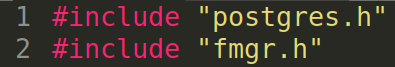 1 #include "postgres.h"
2 #include "fmgr.h"